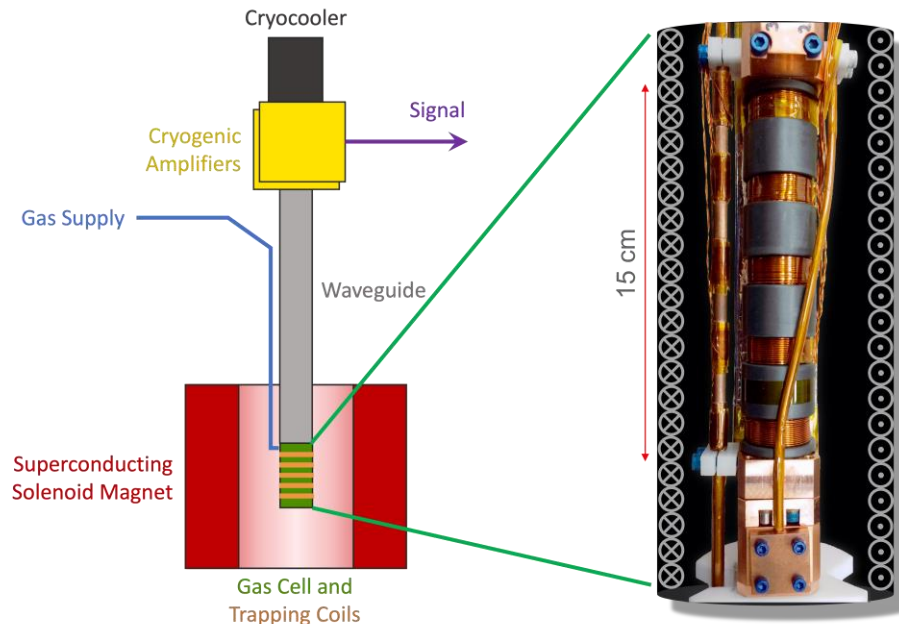 Cryocooler
Signal
Cryogenic
Amplifiers
Gas Supply
Waveguide
15 cm
Superconducting
Solenoid Magnet
Gas Cell and
Trapping Coils